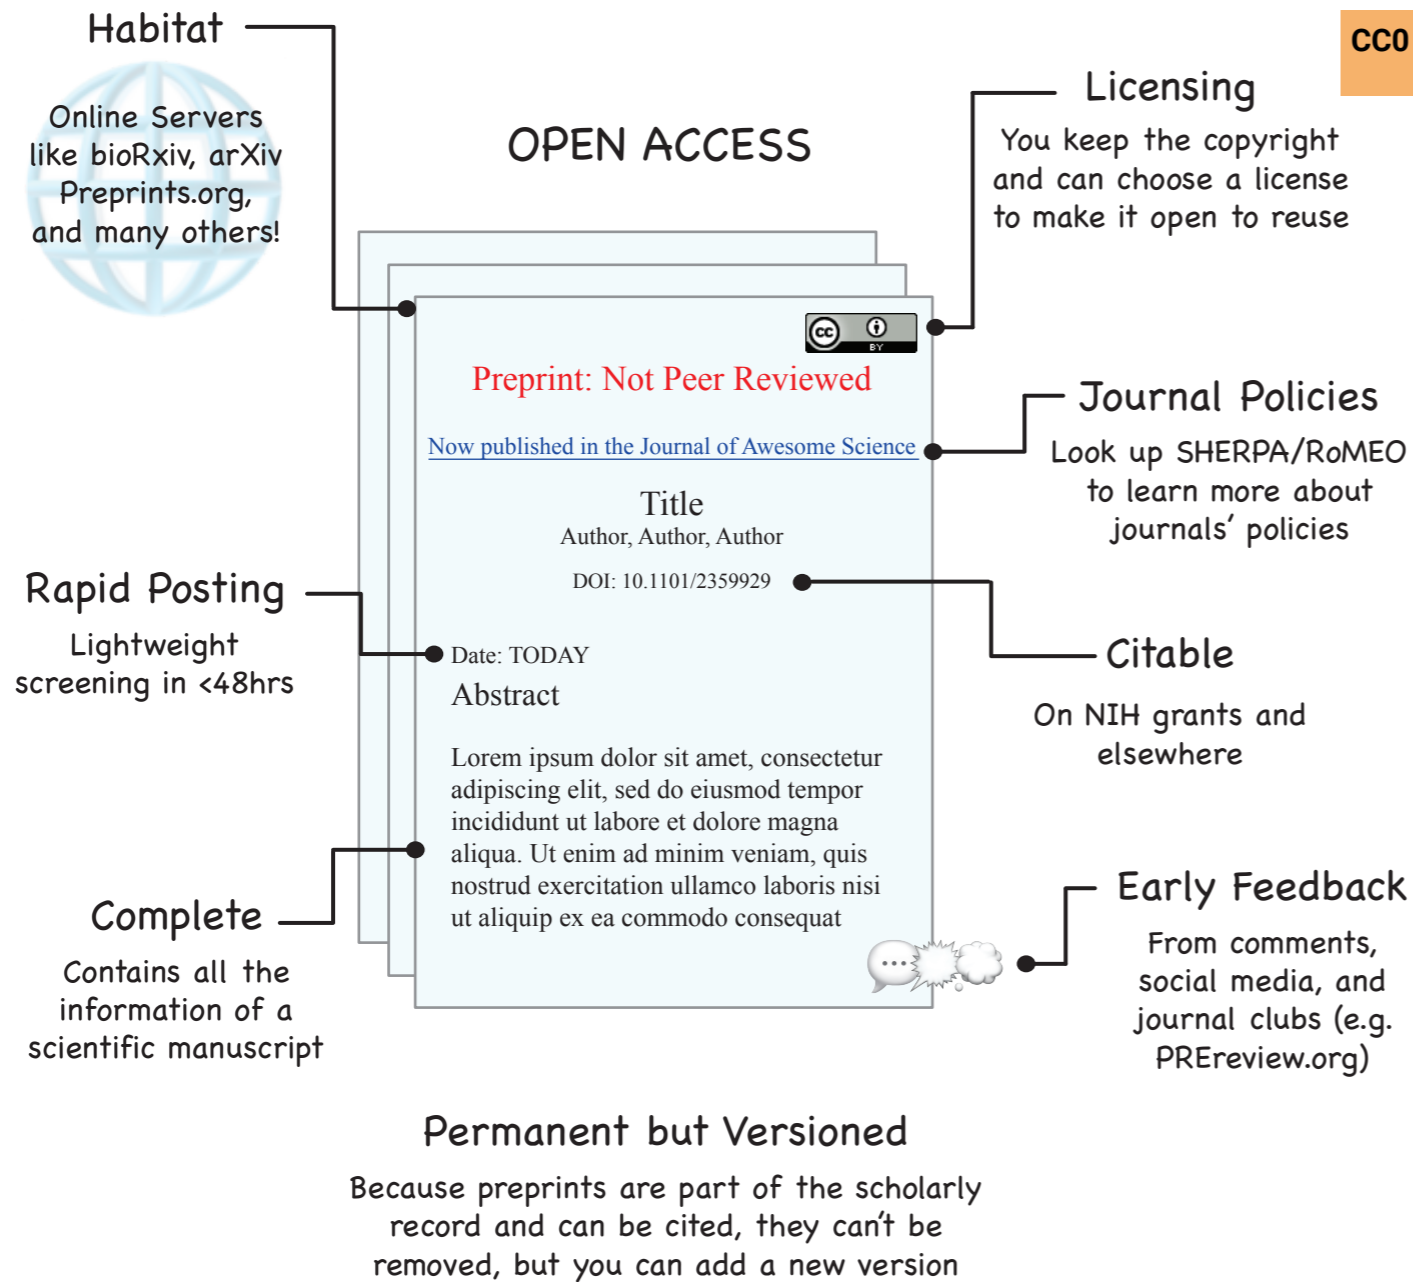 Habitat
Online Servers
like bioRxiv, arXiv
Preprints.org,
and many others!
CC0
OPEN ACCESS
Licensing
You keep the copyright
and can choose a license
to make it open to reuse
cc
BY
Preprint: Not Peer Reviewed
Now published in the Journal of Awesome Science
Title
Author, Author, Author
DOI: 10.1101/2359929
Journal Policies
Look up SHERPA/RoMEO
to learn more about
journals' policies
Rapid Posting
Lightweight
screening in <48hrs
Date: TODAY
Abstract
Lorem ipsum dolor sit amet, consectetur
adipiscing elit, sed do eiusmod tempor
incididunt ut labore et dolore magna
aliqua. Ut enim ad minim veniam, quis
nostrud exercitation ullamco laboris nisi
ut aliquip ex ea commodo consequat
Citable
On NIH grants and
elsewhere
Complete
Contains all the
information of a
scientific manuscript
Early Feedback
From comments,
social media, and
journal clubs (e.g.
PREreview.org)
Permanent but Versioned
Because preprints are part of the scholarly
record and can be cited, they can't be
removed, but you can add a new version